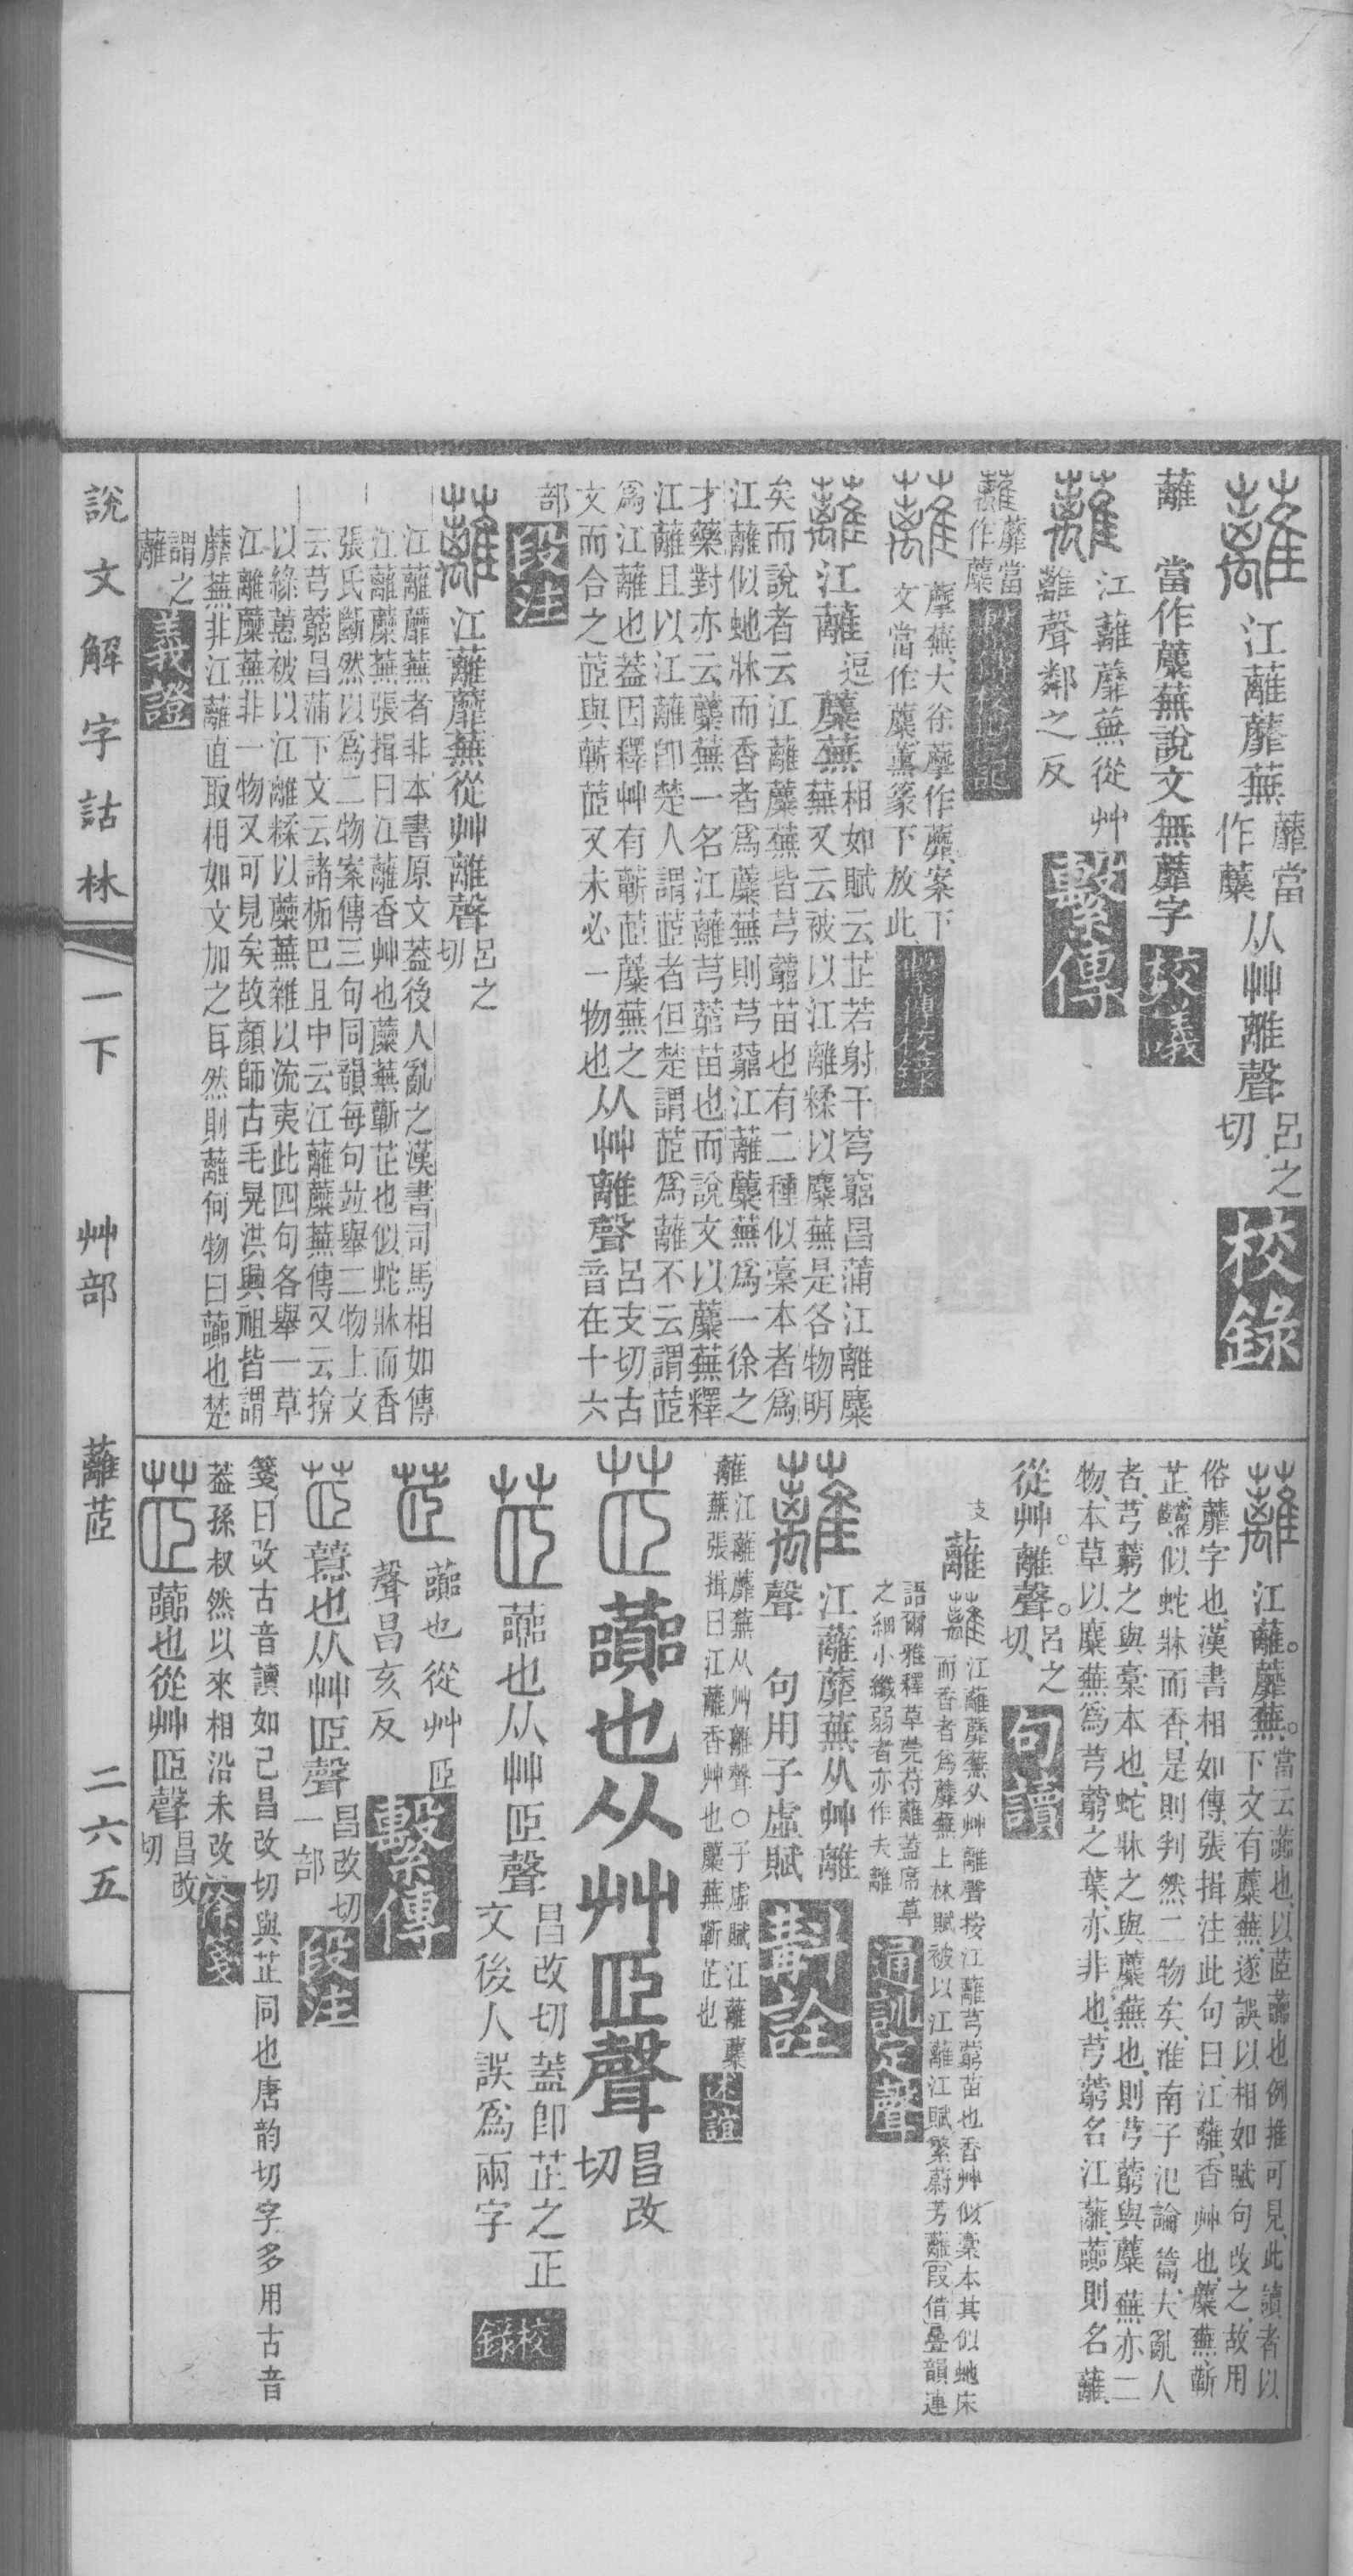 蘺 江蘺蘼蕪 蘼當作蘪 从艸離聲 呂之切 校錄
蘺 當作蘪蕪說文無蘼字 校議
蘺 江蘺蘼蕪從艸離聲鄰之反 繫傳
蘼當作蘪
蘺 蘼蕪大徐蘼作蘪案下文當作蘪薰篆下放此
蘺 江蘺 逗 蘪蕪 相如賦云芷若射干穹藭昌蒲江離蘪
蕪又云被以江離糅以蘪蕪是各物明
矣而說者云江蘺蘪蕪皆芎藭苗也有二種似槀本者爲
江蘺似虵牀而香者爲蘪蕪則芎藭江蘺蘪蕪爲一徐之
才藥對亦云蘪蕪一名江蘺芎藭苗也而說文以蘪蕪釋
江蘺且以江蘺卽楚人謂茝者但楚謂茝爲蘺不云謂茝
爲江蘺也葢因釋艸有蘄茝蘪蕪之
文而合之茝與蘄茝又未必一物也 从艸離聲 呂支切古
音在十六
部 段注
蘺 江蘺蘼蕪從艸離聲 呂之切
江蘺蘼蕪者非本書原文葢後人亂之漢書司馬相如傳
江蘺蘪蕪張揖曰江蘺香艸也蘪蕪蘄芷也似蛇牀而香
張氏斷然以爲二物案傳三句同韻每句竝舉二物上文
云芎藭昌蒲下文云諸柘巴且中云江蘺蘪蕪傳又云揜
以綠蕙被以江離糅以蘪蕪雜以流夷此四句各舉一草
江離蘪蕪非一物又可見矣故顏師古毛晃洪興祖皆謂
蘼蕪非江蘺直取相如文加之耳然則蘺何物曰虈也楚
謂之蘺 義證
蘺 江蘺蘼蕪 當云虈也以茝虈也例推可見此讀者以
下文有蘪蕪遂誤以相如賦句改之故用
俗蘼字也漢書相如傳張揖注此句曰江蘺香艸也蘪蕪蘄
芷似蛇牀而香是則判然二物矣淮南子氾論篇夫亂人
者芎藭之與槀本也蛇牀之與蘪蕪也則芎藭與蘪蕪亦二
物本草以蘪蕪爲芎藭之葉亦非也芎藭名江蘺虈則名蘺
從艸離聲 呂之切 句讀
支 蘺 江蘺蘼蕪从艸離聲按江蘺芎藭苗也香艸似槀本其似虵床
而香者爲蘼蕪上林賦被以江離江賦繁蔚芳蘺（叚借）疊韻連
語爾雅釋草莞苻蘺葢席草
之細小纖弱者亦作夫離 通訓定聲
蘺 江蘺蘼蕪从艸離聲 句用子虛賦 斠詮
蘺 江蘺蘼蕪从艸離聲○子虛賦江蘺蘪
蕪張揖曰江蘺香艸也蘪蕪蘄芷也 述誼
茝 虈也从艸𦣞聲 昌改切
茝 虈也从艸𦣞聲 昌改切蓋卽芷之正
文後人誤爲兩字 校錄
茝 虈也從艸𦣞聲昌亥反 繫傳
茝 虈也从艸𦣞聲 昌改切一部 段注
箋曰改古音讀如己昌改切與芷同也唐韵切字多用古音
葢孫叔然以來相沿未改 徐箋
茝 虈也從艸𦣞聲 昌改切
說文解字詁林 一下 艸部 蘺茝 二六五